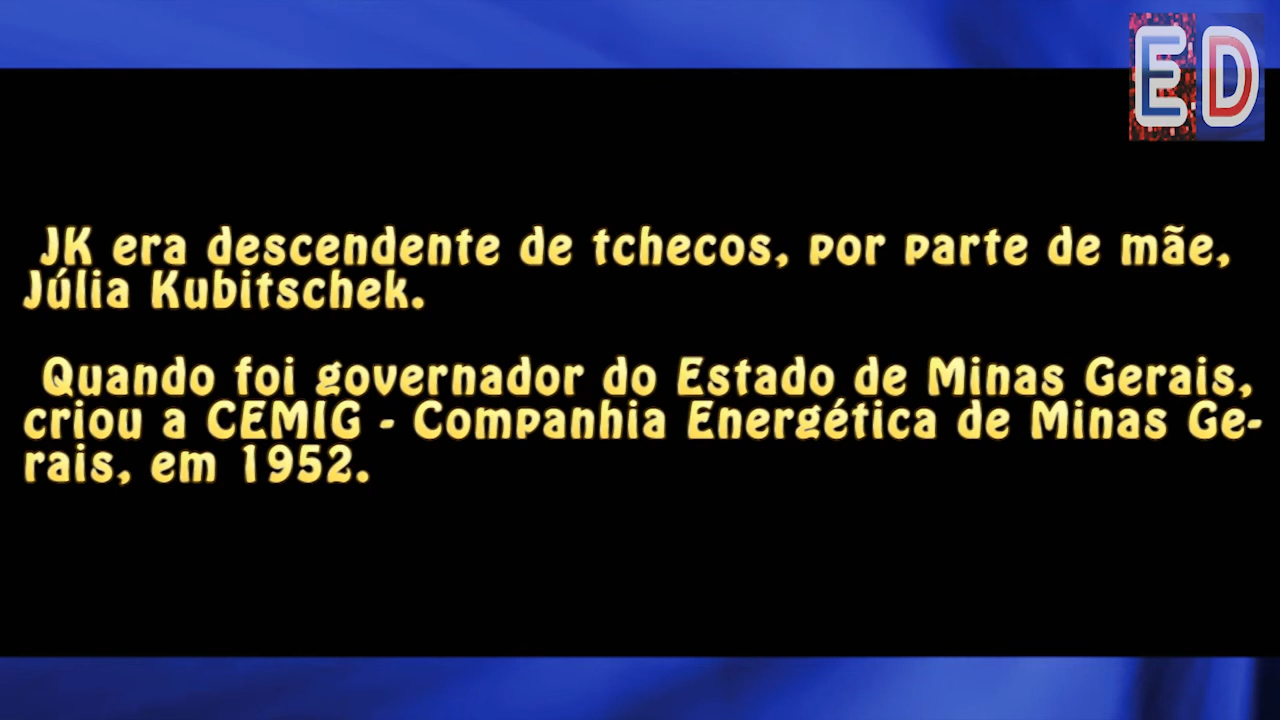 ED
JK era descendente de tchecos, por parte de mãe,
Júlia Kubitschek.
Quando foi governador do Estado de Minas Gerais,
criou a CEMIG - Companhia Energética de Minas Ge-
rais, em 1952.